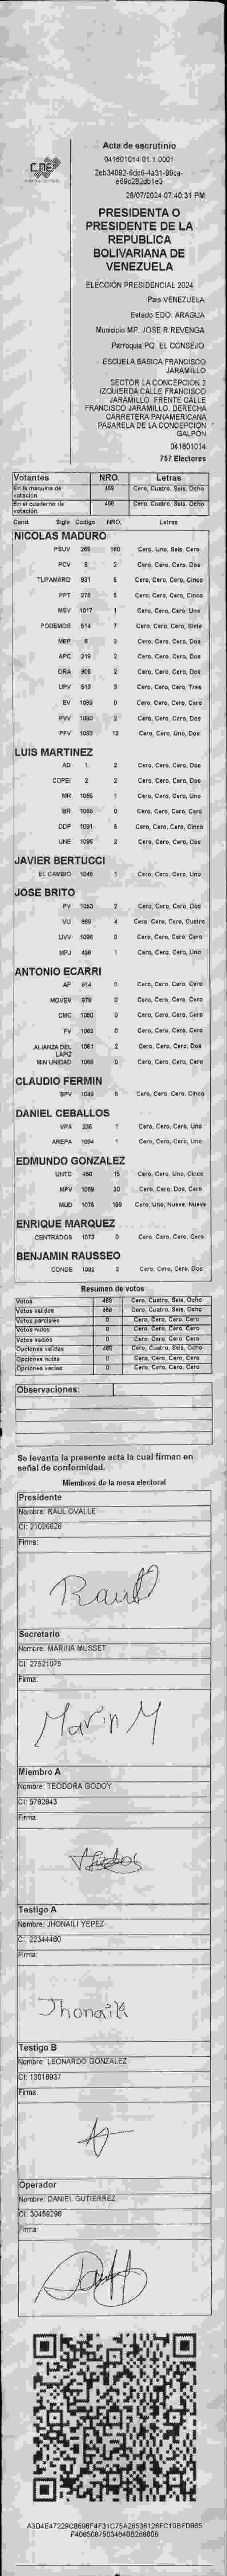 CNE
Acta de escrutinio
041601014.01.1.0001
28/07/2024 07:40:31 PM
PRESIDENTA O
PRESIDENTE DE LA
REPÚBLICA
BOLIVARIANA DE
VENEZUELA
ELECCIÓN PRESIDENCIAL 2024
País VENEZUELA
Estado EDO. ARAGUA
Municipio MP. JOSE R REVENGA
Parroquia PQ. EL CONSEJO
ESCUELA BASICA FRANCISCO
JARAMILLO
SECTOR LA CONCEPCION 2
IZQUIERDA CALLE FRANCISCO
JARAMILLO. FRENTE CALLE
FRANCISCO JARAMILLO. DERECHA
CARRETERA PANAMERICANA
PASARELA DE LA CONCEPCION
GALPÓN
041601014
757 Electores
Votantes NRO. Letras
En la máquina de votación 468 Cero, Cuatro, Seis, Ocho
En el cuaderno de votación 468 Cero, Cuatro, Seis, Ocho
Cand. Sigla Codigo NRO. Letras
NICOLAS MADURO
PSUV 269 160 Cero, Uno, Seis, Cero
PCV 9 2 Cero, Cero, Cero, Dos
TUPAMARO 931 5 Cero, Cero, Cero, Cinco
PPT 278 5 Cero, Cero, Cero, Cinco
MSV 1017 1 Cero, Cero, Cero, Uno
PODEMOS 514 7 Cero, Cero, Cero, Siete
MEP 6 2 Cero, Cero, Cero, Dos
APC 219 2 Cero, Cero, Cero, Dos
ORA 906 2 Cero, Cero, Cero, Dos
UPV 513 3 Cero, Cero, Cero, Tres
EV 1089 0 Cero, Cero, Cero, Cero
PVV 1090 2 Cero, Cero, Cero, Dos
PFV 1093 12 Cero, Cero, Uno, Dos
LUIS MARTINEZ
AD 1 2 Cero, Cero, Cero, Dos
COPEI 2 2 Cero, Cero, Cero, Dos
MR 1065 1 Cero, Cero, Cero, Uno
BR 0 Cero, Cero, Cero, Cero
DDP 1091 5 Cero, Cero, Cero, Cinco
UNE 1095 2 Cero, Cero, Cero, Dos
JAVIER BERTUCCI
EL CAMBIO 1040 1 Cero, Cero, Cero, Uno
JOSE BRITO
PV 1053 2 Cero, Cero, Cero, Dos
VU 869 4 Cero, Cero, Cero, Cuatro
UVV 1096 0 Cero, Cero, Cero, Cero
MPJ 459 1 Cero, Cero, Cero, Uno
ANTONIO ECARRI
AP 814 0 Cero, Cero, Cero, Cero
MOVEV 979 0 Cero, Cero, Cero, Cero
CMC 1050 0 Cero, Cero, Cero, Cero
FV 1062 0 Cero, Cero, Cero, Cero
ALIANZA DEL LAPIZ 1061 2 Cero, Cero, Cero, Dos
MIN UNIDAD 1066 0 Cero, Cero, Cero, Cero
CLAUDIO FERMIN
SPV 1049 5 Cero, Cero, Cero, Cinco
DANIEL CEBALLOS
VPA 236 1 Cero, Cero, Cero, Uno
AREPA 1094 1 Cero, Cero, Cero, Uno
EDMUNDO GONZALEZ
UNTC 460 15 Cero, Cero, Uno, Cinco
MPV 1069 20 Cero, Cero, Dos, Cero
MUD 1075 199 Cero, Uno, Nueve, Nueve
ENRIQUE MARQUEZ
CENTRADOS 1073 0 Cero, Cero, Cero, Cero
BENJAMIN RAUSSEO
CONDE 1092 2 Cero, Cero, Cero, Dos
Resumen de votos
Votos 468 Cero, Cuatro, Seis, Ocho
Votos validos 468 Cero, Cuatro, Seis, Ocho
Votos parciales 0 Cero, Cero, Cero, Cero
Votos nulos 0 Cero, Cero, Cero, Cero
Votos vacios 0 Cero, Cero, Cero, Cero
Opciones validas 468 Cero, Cuatro, Seis, Ocho
Opciones nulas 0 Cero, Cero, Cero, Cero
Opciones vacias 0 Cero, Cero, Cero, Cero
Observaciones:
Se levanta la presente acta la cual firman en
señal de conformidad.
Miembros de la mesa electoral
Presidente
Nombre: RAUL OVALLE
CI: 21026626
Firma:
Raul
Secretario
Nombre: MARINA MUSSET
CI: 27521075
Firma:
Marin M
Miembro A
Nombre: TEODORA GODOY
CI: 5782843
Firma:
Testigo A
Nombre: JHONAILI YEPEZ
CI: 22344460
Firma:
Jhonaili
Testigo B
Nombre: LEONARDO GONZALEZ
CI: 13018937
Firma:
Operador
Nombre: DANIEL GUTIERREZ
CI: 30459298
Firma: